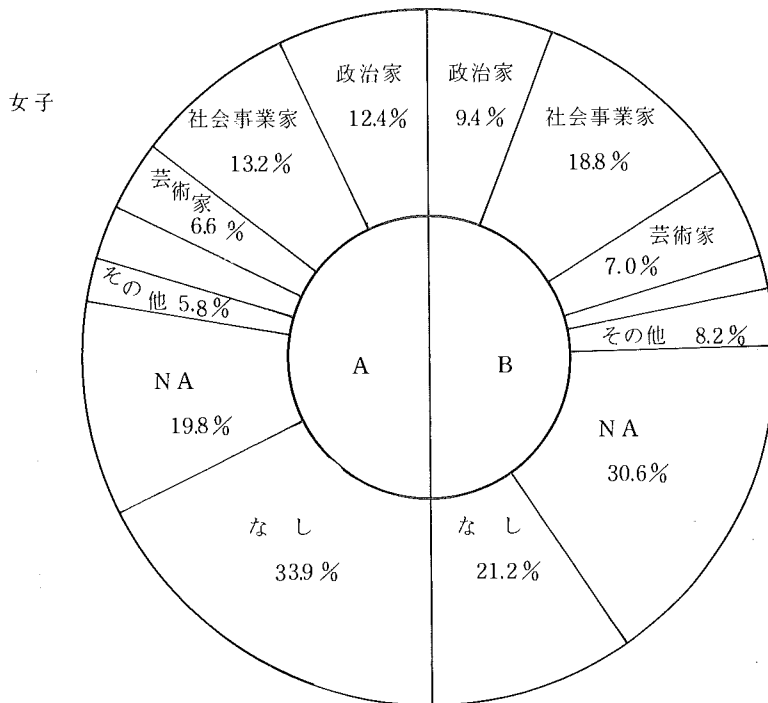 女子
政治家
12.4%
社会事業家
13.2%
芸術家
6.6 %
その他 5.8%
NA
19.8%
なし
33.9%
A
政治家
9.4%
社会事業家
18.8%
芸術家
7.0%
その他 8.2%
NA
30.6%
なし
21.2%
B